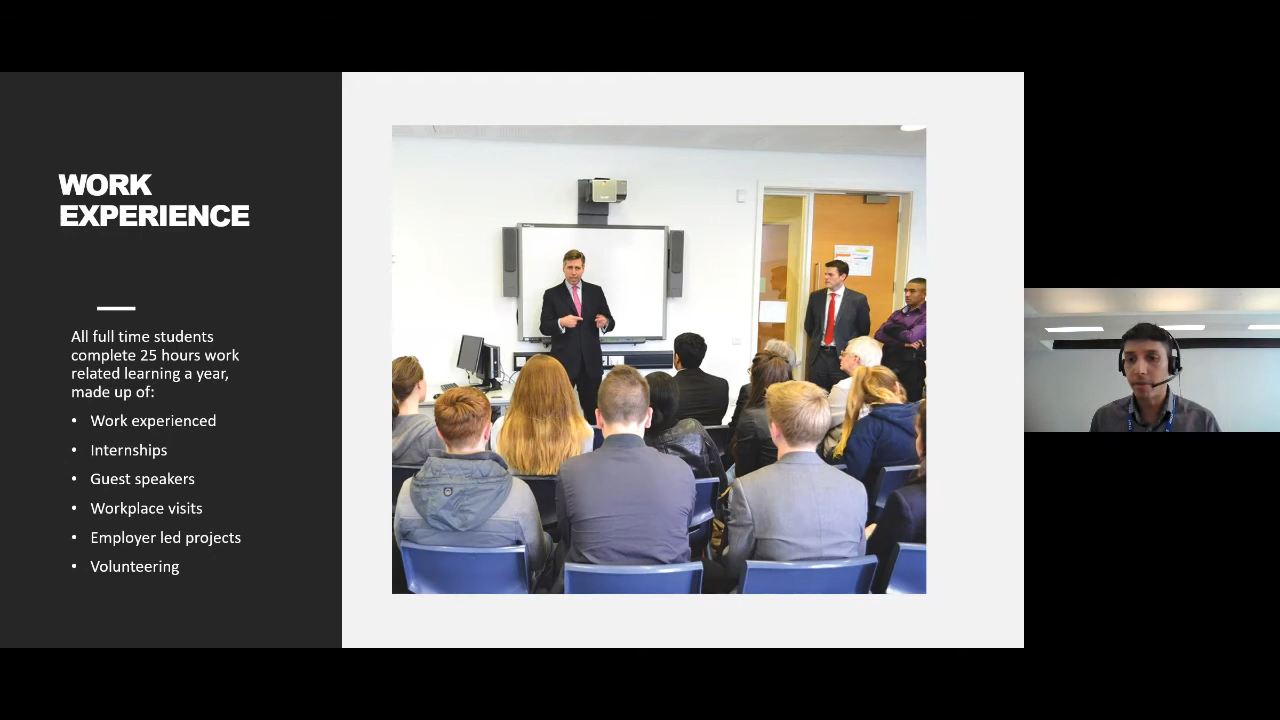 WORK
EXPERIENCE
All full time students
complete 25 hours work
related learning a year,
made up of:
• Work experienced
• Internships
• Guest speakers
• Workplace visits
• Employer led projects
• Volunteering